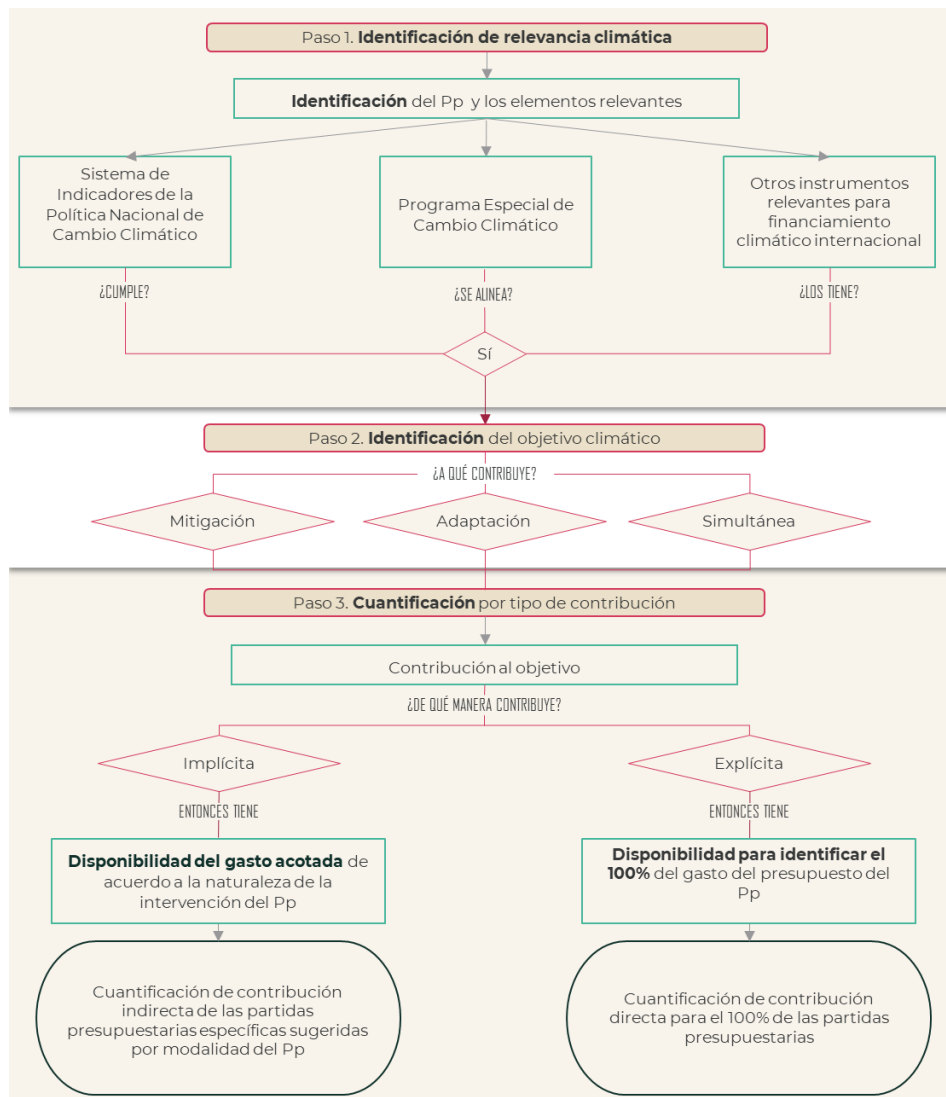 Paso 1. Identificación de relevancia climática
Identificación del Pp y los elementos relevantes
Sistema de
Indicadores de la
Política Nacional de
Cambio Climático
Programa Especial de
Cambio Climático
Otros instrumentos
relevantes para
financiamiento
climático internacional
¿CUMPLE?
¿SE ALINEA?
¿LOS TIENE?
Sí
Paso 2. Identificación del objetivo climático
¿A QUÉ CONTRIBUYE?
Mitigación
Adaptación
Simultánea
Paso 3. Cuantificación por tipo de contribución
Contribución al objetivo
¿DE QUÉ MANERA CONTRIBUYE?
Implícita
Explícita
ENTONCES TIENE
ENTONCES TIENE
Disponibilidad del gasto acotada de
acuerdo a la naturaleza de la
intervención del Pp
Disponibilidad para identificar el
100% del gasto del presupuesto del
Pp
Cuantificación de contribución
indirecta de las partidas
presupuestarias específicas sugeridas
por modalidad del Pp
Cuantificación de contribución
directa para el 100% de las partidas
presupuestarias